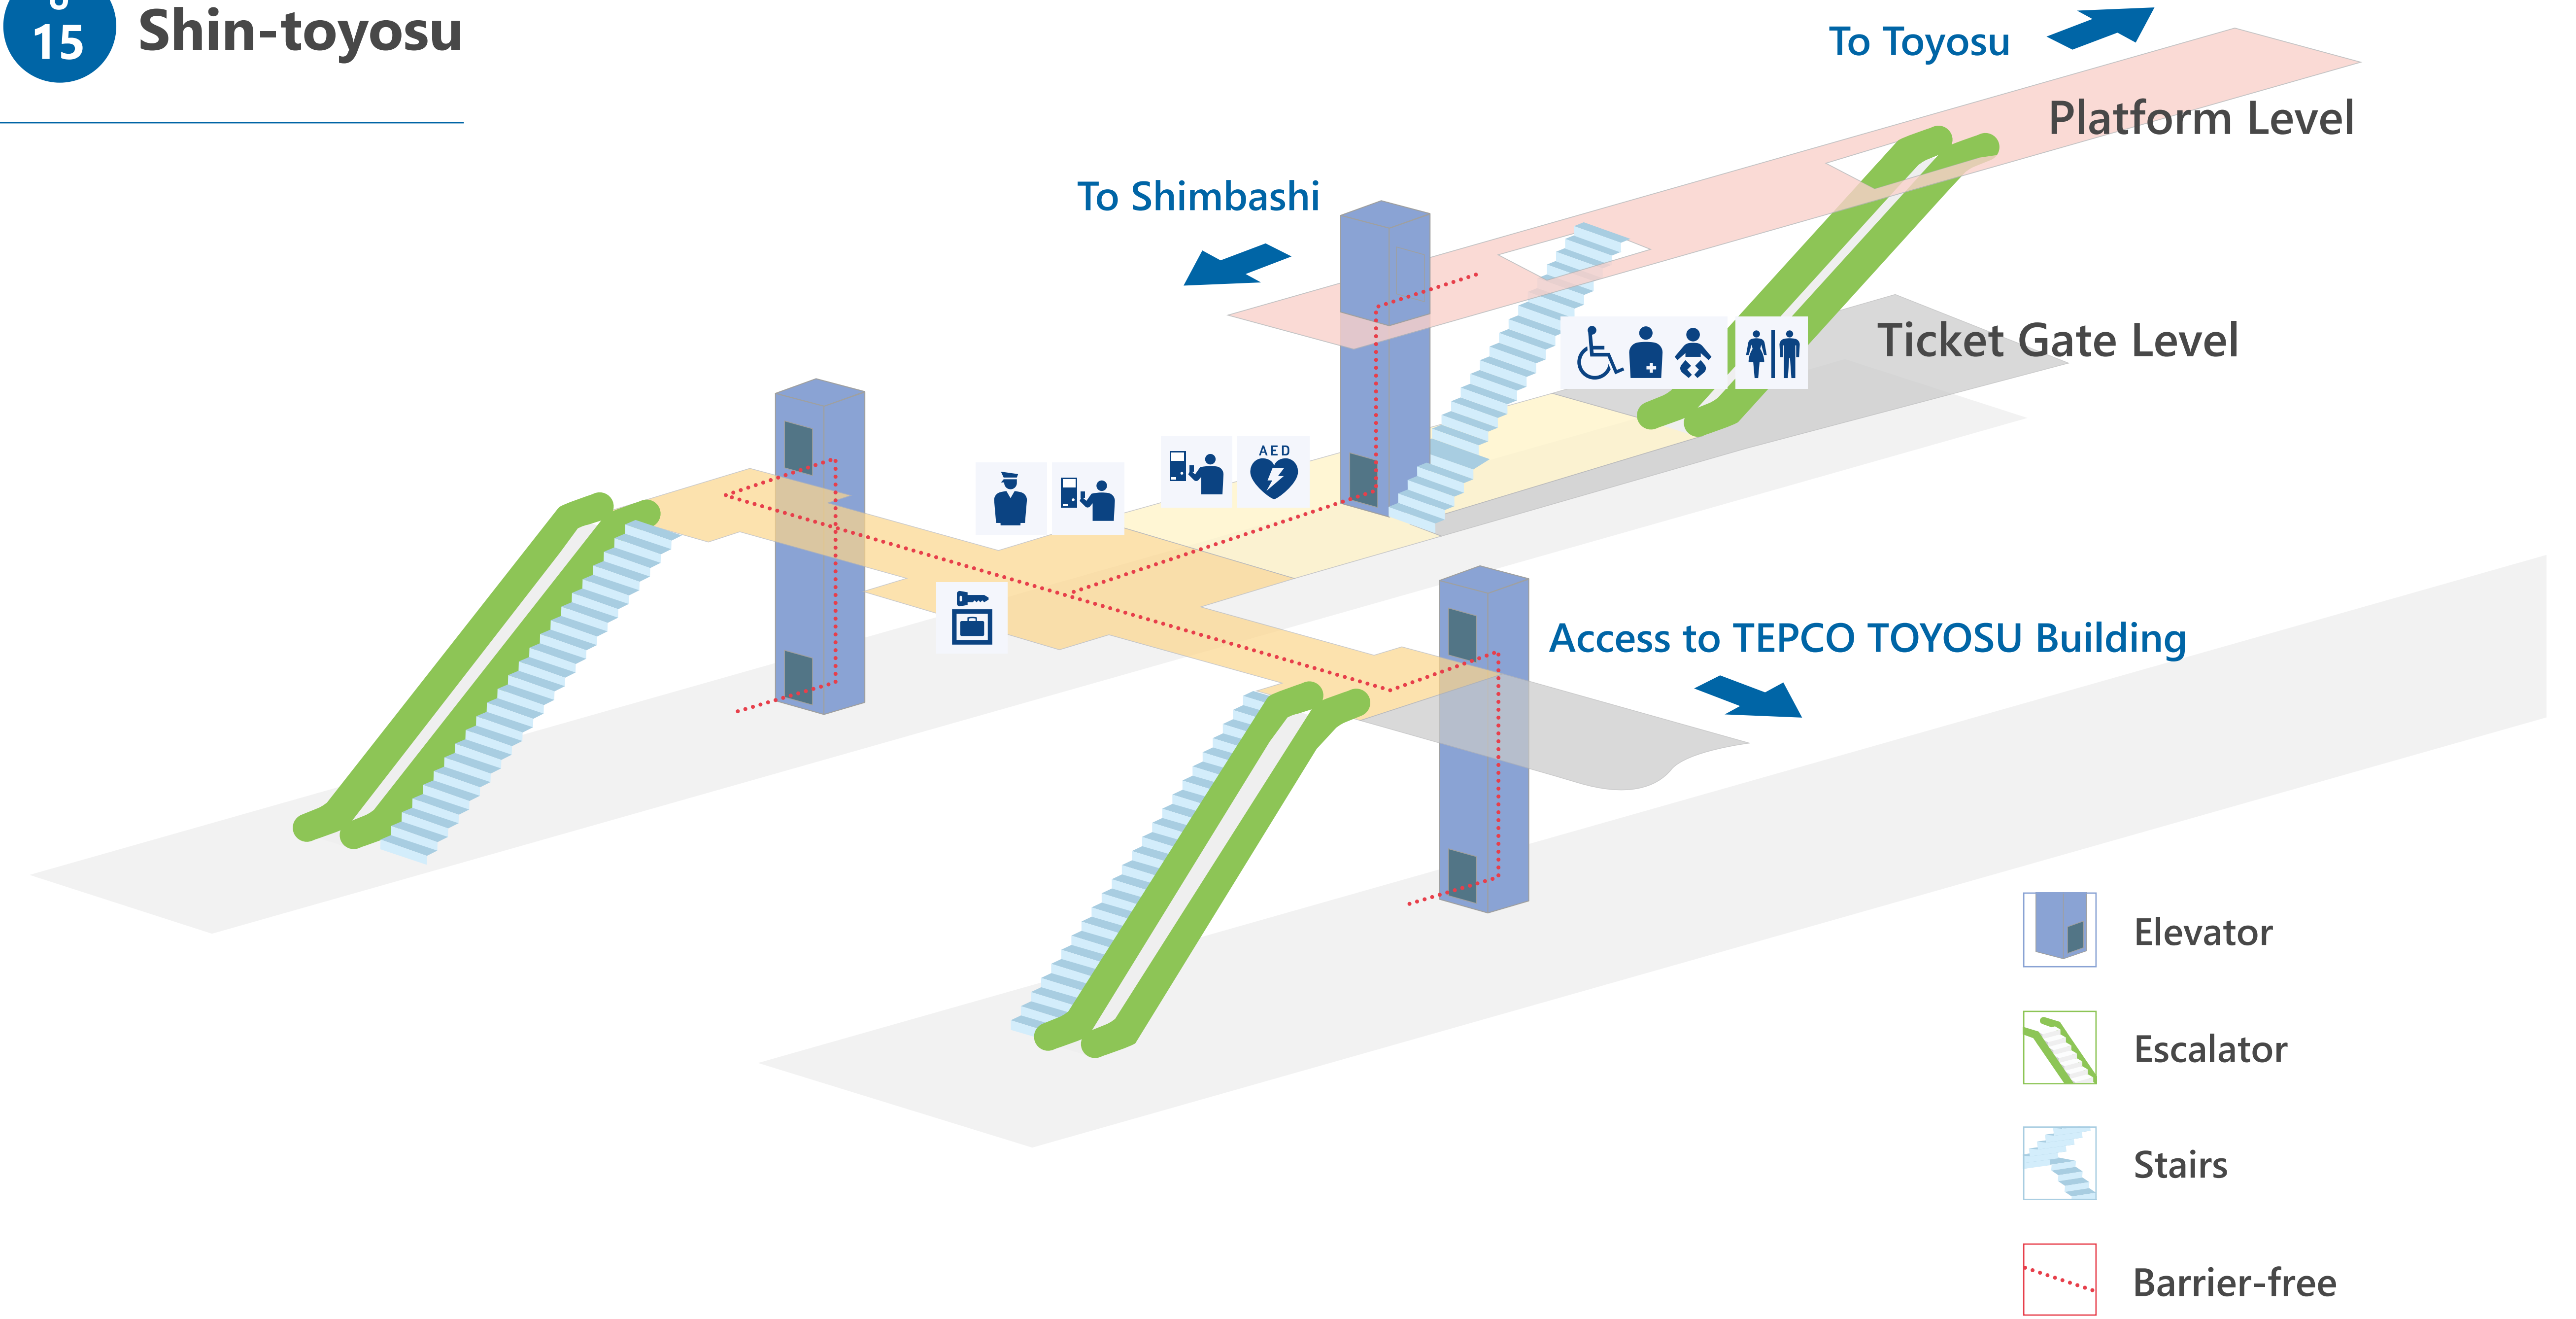 15
Shin-toyosu
To Toyosu
Platform Level
To Shimbashi
Ticket Gate Level
AED
Access to TEPCO TOYOSU Building
Elevator
Escalator
Stairs
Barrier-free